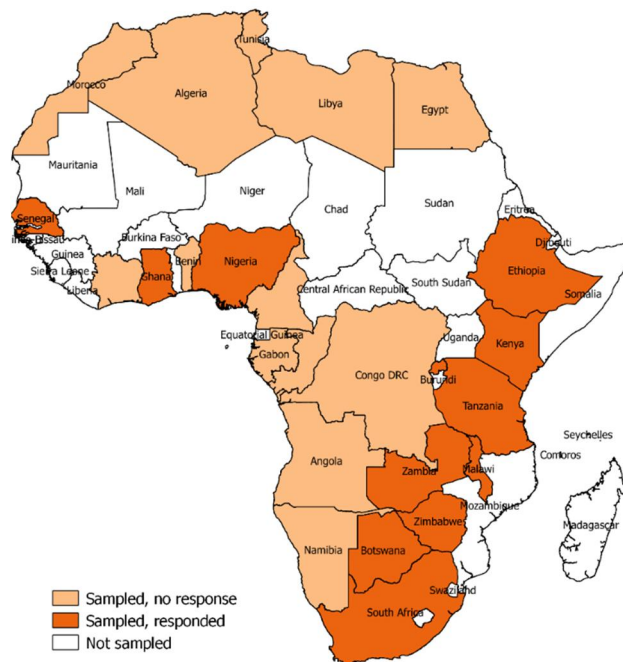 Tunisia
Morocco
Algeria
Libya
Egypt
Mauritania
Mali
Niger
Chad
Sudan
Eritrea
Senegal
Guinea
Burkina Faso
Djibouti
Sierra Leone
Liberia
Ghana
Benin
Nigeria
Central African Republic
South Sudan
Ethiopia
Somalia
Equatorial Guinea
Gabon
Uganda
Kenya
Congo DRC
Burundi
Tanzania
Seychelles
Comoros
Angola
Zambia
Malawi
Mozambique
Madagascar
Zimbabwe
Namibia
Botswana
Swaziland
South Africa
Sampled, no response
Sampled, responded
Not sampled